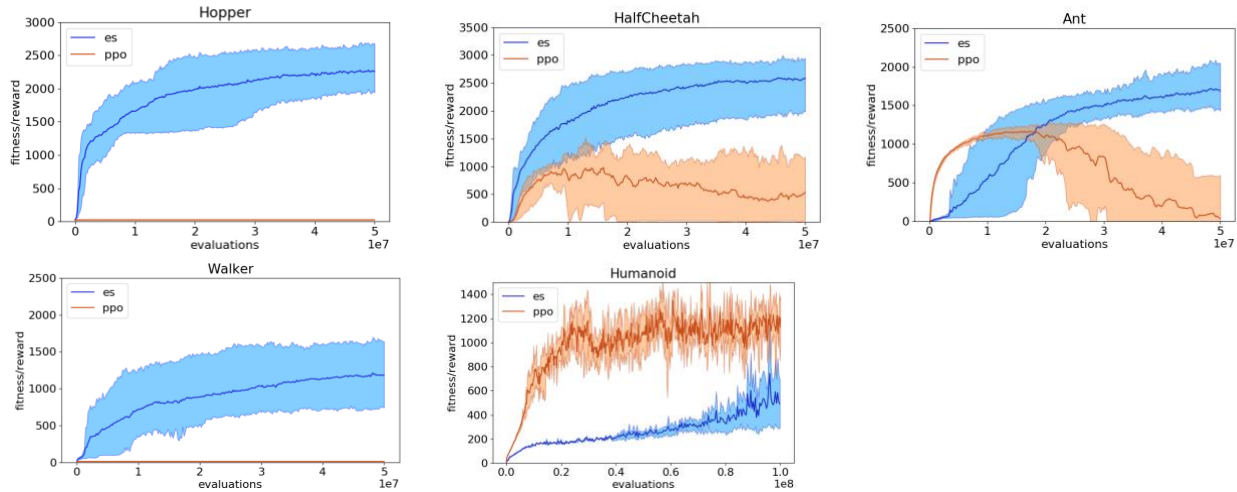 Hopper
3000
2500
2000
1500
1000
500
0
fitness/reward
es
ppo
0 1 2 3 4 5
1e7
evaluations
HalfCheetah
3500
3000
2500
2000
1500
1000
500
0
fitness/reward
es
ppo
0 1 2 3 4 5
1e7
evaluations
Ant
2500
2000
1500
1000
500
0
fitness/reward
es
ppo
0 1 2 3 4 5
1e7
evaluations
Walker
2500
2000
1500
1000
500
0
fitness/reward
es
ppo
0 1 2 3 4 5
1e7
evaluations
Humanoid
1400
1200
1000
800
600
400
200
0
fitness/reward
es
ppo
0.0 0.2 0.4 0.6 0.8 1.0
1e8
evaluations